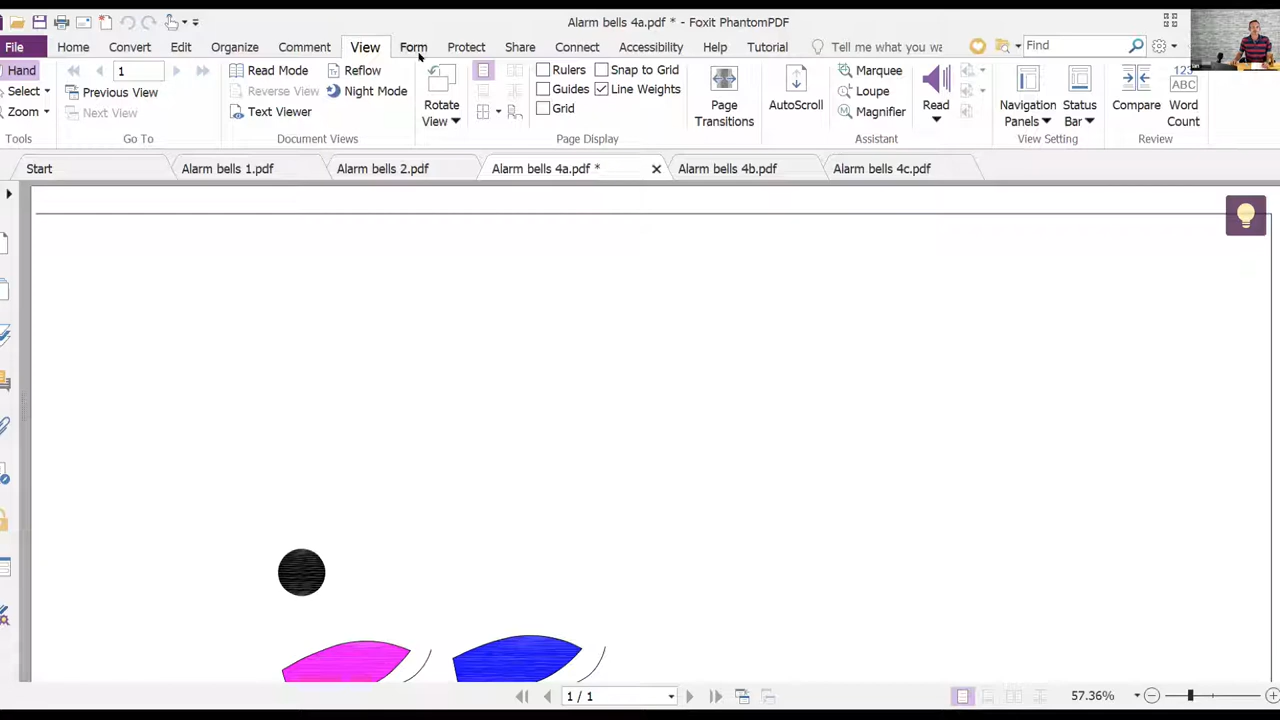 Alarm bells 4a.pdf * - Foxit PhantomPDF
File Home Convert Edit Organize Comment View Form Protect Share Connect Accessibility Help Tutorial Tell me what you wi Find
Hand 1 Read Mode Reflow Rulers Snap to Grid Marquee
Select Previous View Reverse View Night Mode Guides Line Weights Loupe
Zoom Next View Text Viewer Grid Magnifier
Rotate View Page Transitions AutoScroll Read Navigation Panels Status Bar Compare 123 ABC Word Count
Tools Go To Document Views Page Display Assistant View Setting Review
Start Alarm bells 1.pdf Alarm bells 2.pdf Alarm bells 4a.pdf * Alarm bells 4b.pdf Alarm bells 4c.pdf
1 / 1 57.36%